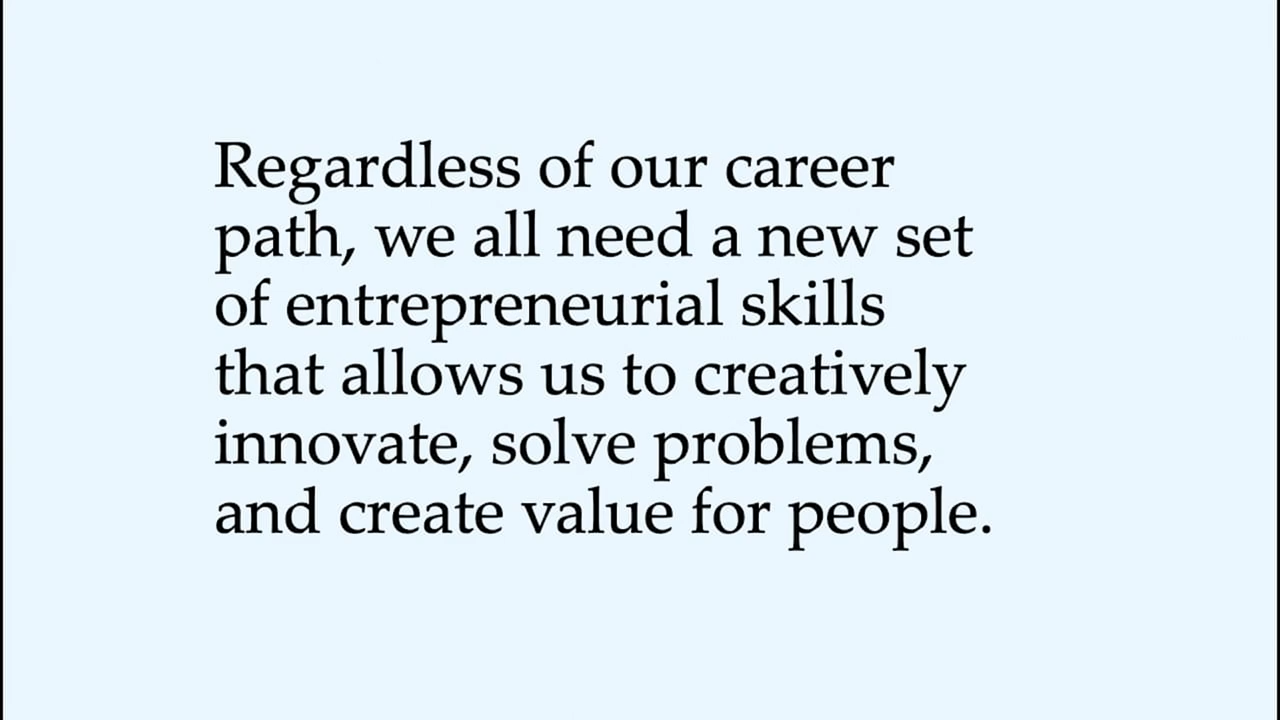 Regardless of our career
path, we all need a new set
of entrepreneurial skills
that allows us to creatively
innovate, solve problems,
and create value for people.